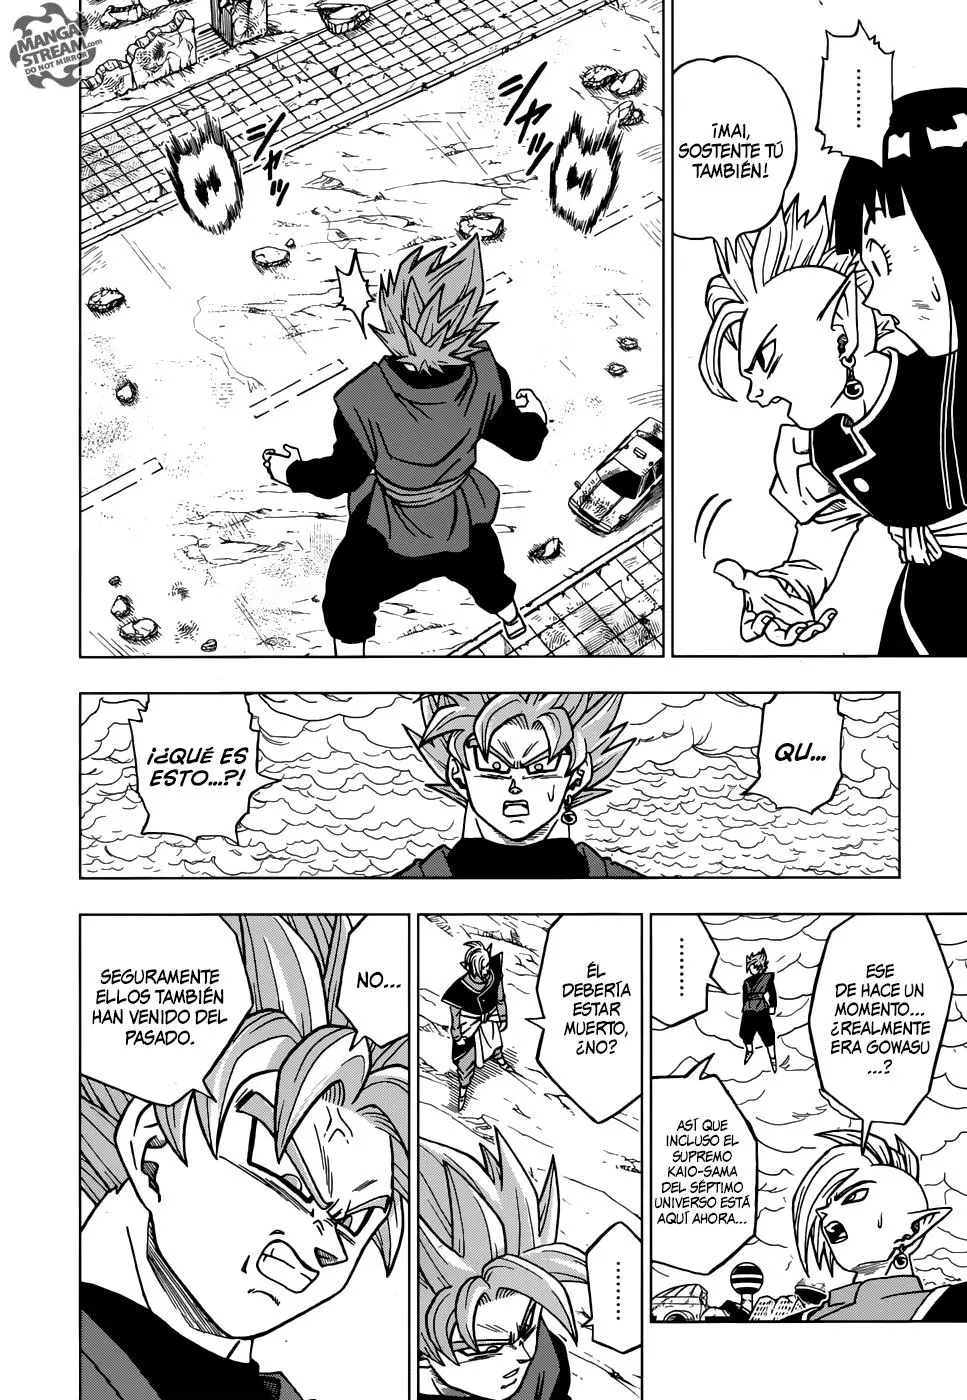 MANGA
STREAM.com
DO NOT MIRROR
..........
¡MAI,
SOSTENTE TÚ
TAMBIÉN!
QU...
¡¿QUÉ ES
ESTO...?!
ESE
DE HACE UN
MOMENTO...
¿REALMENTE
ERA GOWASU
...?
ASÍ QUE
INCLUSO EL
SUPREMO
KAIO-SAMA
DEL SÉPTIMO
UNIVERSO ESTÁ
AQUÍ AHORA...
.......
ÉL
DEBERÍA
ESTAR
MUERTO,
¿NO?
.......
NO...
SEGURAMENTE
ELLOS TAMBIÉN
HAN VENIDO DEL
PASADO.